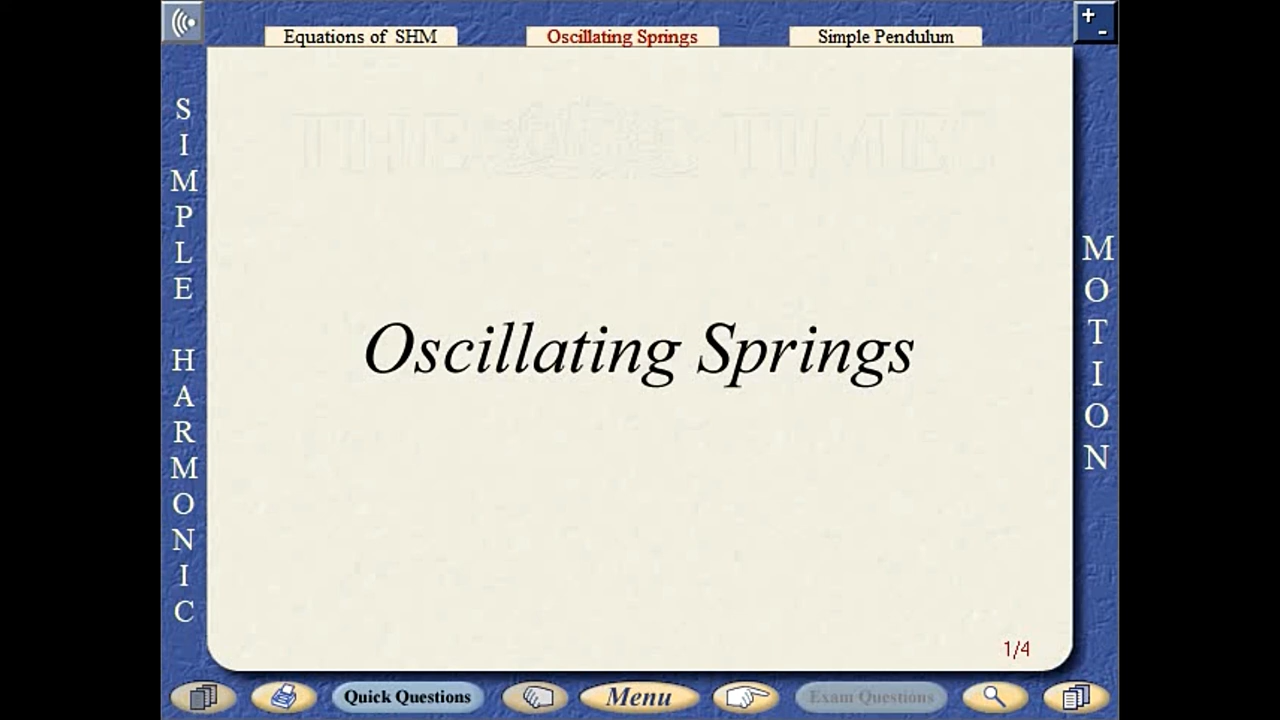 Equations of SHM
Oscillating Springs
Simple Pendulum
SIMPLE HARMONIC
MOTION
+
-
Oscillating Springs
1/4
Quick Questions
Menu
Exam Questions